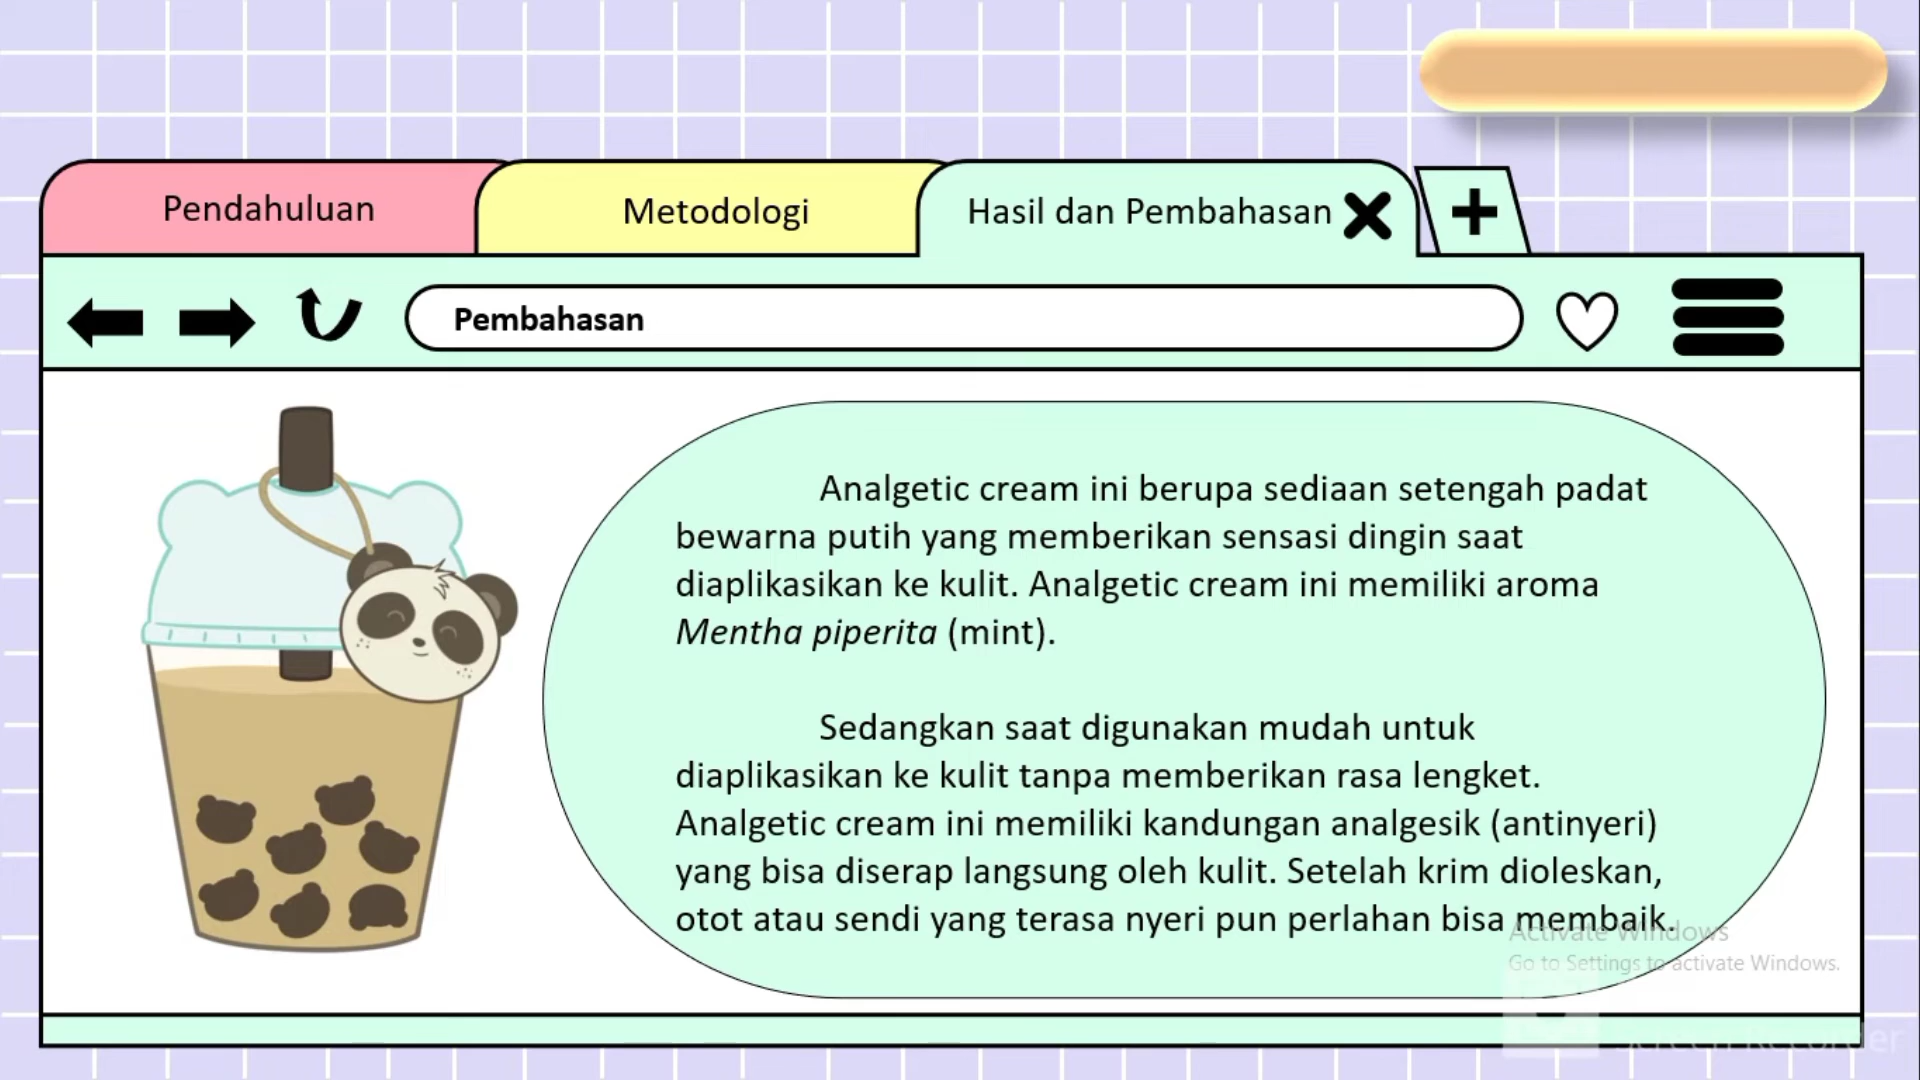 Pendahuluan
Metodologi
Hasil dan Pembahasan
Pembahasan
Analgetic cream ini berupa sediaan setengah padat
bewarna putih yang memberikan sensasi dingin saat
diaplikasikan ke kulit. Analgetic cream ini memiliki aroma
Mentha piperita (mint).
Sedangkan saat digunakan mudah untuk
diaplikasikan ke kulit tanpa memberikan rasa lengket.
Analgetic cream ini memiliki kandungan analgesik (antinyeri)
yang bisa diserap langsung oleh kulit. Setelah krim dioleskan,
otot atau sendi yang terasa nyeri pun perlahan bisa membaik.
Activate Windows
Go to Settings to activate Windows.
Screen Recorder